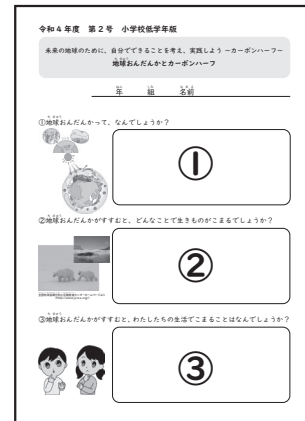 令和４年度　第２号　小学校低学年版
未来の地球のために、自分でできることを考え、実践しよう ～カーボンハーフ～
地球おんだんかとカーボンハーフ
年　組　名前
①地球おんだんかって、なんでしょうか？
①
②地球おんだんかがすすむと、どんなことで生きものがこまるでしょうか？
②
③地球おんだんかがすすむと、わたしたちの生活でこまることはなんでしょうか？
③